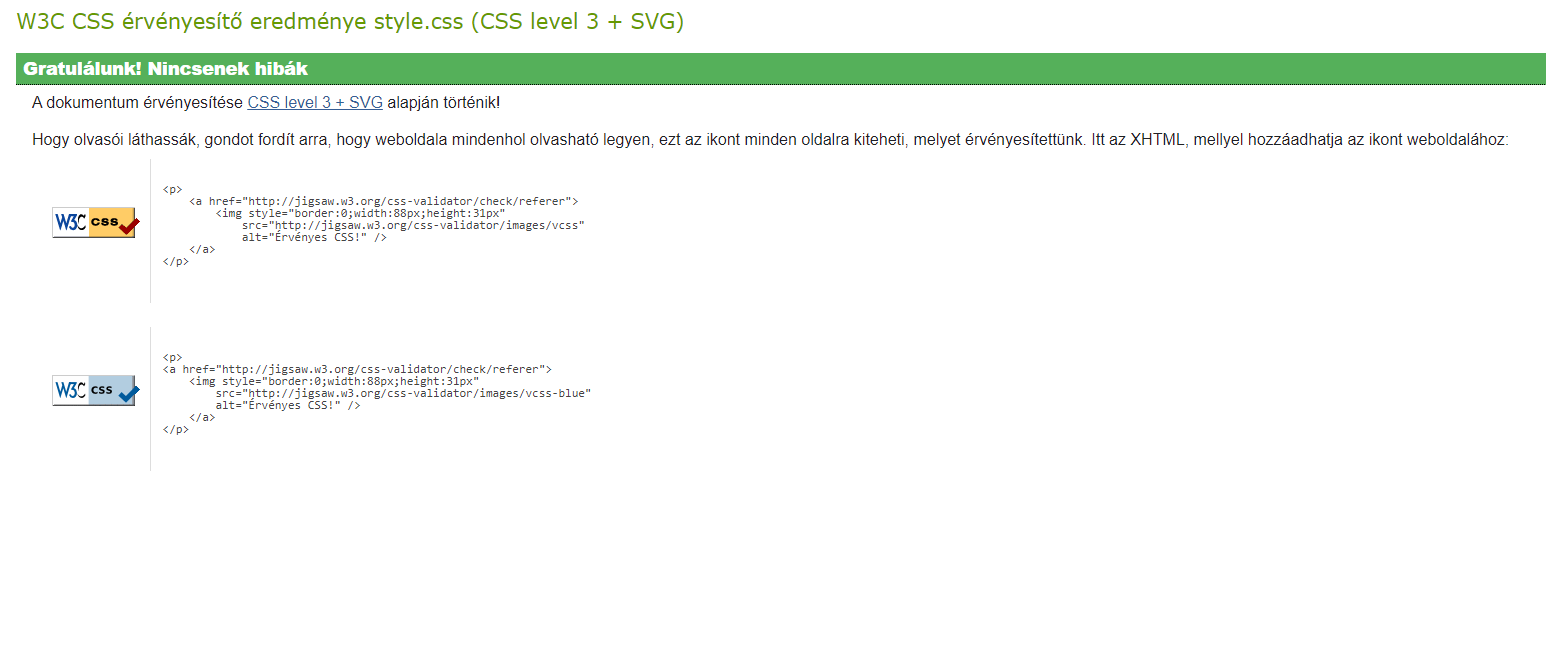 W3C CSS érvényesítő eredménye style.css (CSS level 3 + SVG)
Gratulálunk! Nincsenek hibák
A dokumentum érvényesítése CSS level 3 + SVG alapján történik!
Hogy olvasói láthassák, gondot fordít arra, hogy weboldala mindenhol olvasható legyen, ezt az ikont minden oldalra kiteheti, melyet érvényesítettünk. Itt az XHTML, mellyel hozzáadhatja az ikont weboldalához:
W3C css
<p>
<a href="http://jigsaw.w3.org/css-validator/check/referer">
<img style="border:0;width:88px;height:31px"
src="http://jigsaw.w3.org/css-validator/images/vcss"
alt="Érvényes CSS!" />
</a>
</p>
W3C css
<p>
<a href="http://jigsaw.w3.org/css-validator/check/referer">
<img style="border:0;width:88px;height:31px"
src="http://jigsaw.w3.org/css-validator/images/vcss-blue"
alt="Érvényes CSS!" />
</a>
</p>